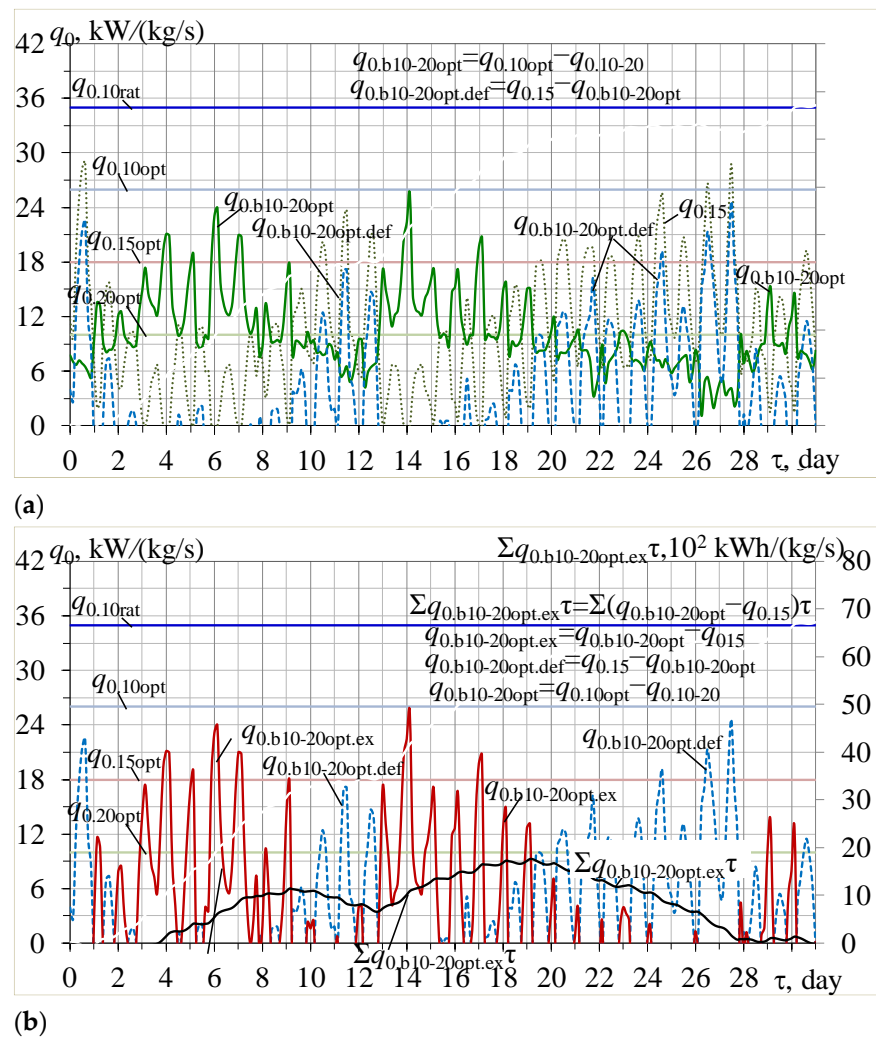 (a)
q0, kW/(kg/s)
42
36
30
24
18
12
6
0
q0.b10-20opt=q0.10opt−q0.10-20
q0.b10-20opt.def=q0.15−q0.b10-20opt
q0.10rat
q0.10opt
q0.b10-20opt
q0.15
q0.15opt
q0.b10-20opt.def
q0.b10-20opt.def
q0.20opt
q0.b10-20opt
0 2 4 6 8 10 12 14 16 18 20 22 24 26 28
τ, day
(a)
q0, kW/(kg/s)
Σq0.b10-20opt.exτ,10² kWh/(kg/s)
42
36
30
24
18
12
6
0
80
70
60
50
40
30
20
10
0
Σq0.b10-20opt.exτ=Σ(q0.b10-20opt−q0.15)τ
q0.b10-20opt.ex=q0.b10-20opt−q015
q0.b10-20opt.def=q0.15−q0.b10-20opt
q0.b10-20opt=q0.10opt−q0.10-20
q0.10rat
q0.10opt
q0.b10-20opt.ex
q0.b10-20opt.def
q0.15opt
q0.b10-20opt.def
q0.b10-20opt.ex
q0.20opt
Σq0.b10-20opt.exτ
Σq0.b10-20opt.exτ
0 2 4 6 8 10 12 14 16 18 20 22 24 26 28
τ, day
(b)